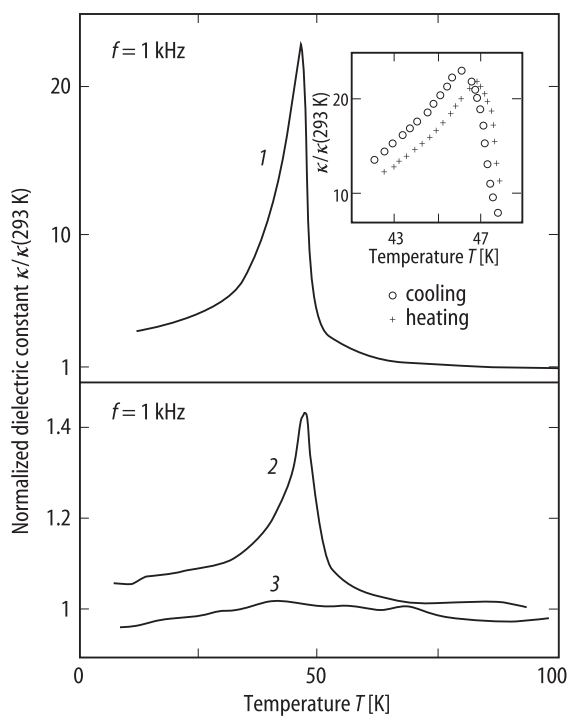 f = 1 kHz
20
10
1
1
20
10
κ/κ(293 K)
43
47
Temperature T [K]
cooling
heating
Normalized dielectric constant κ/κ(293 K)
f = 1 kHz
1.4
1.2
1
2
3
0
50
100
Temperature T [K]